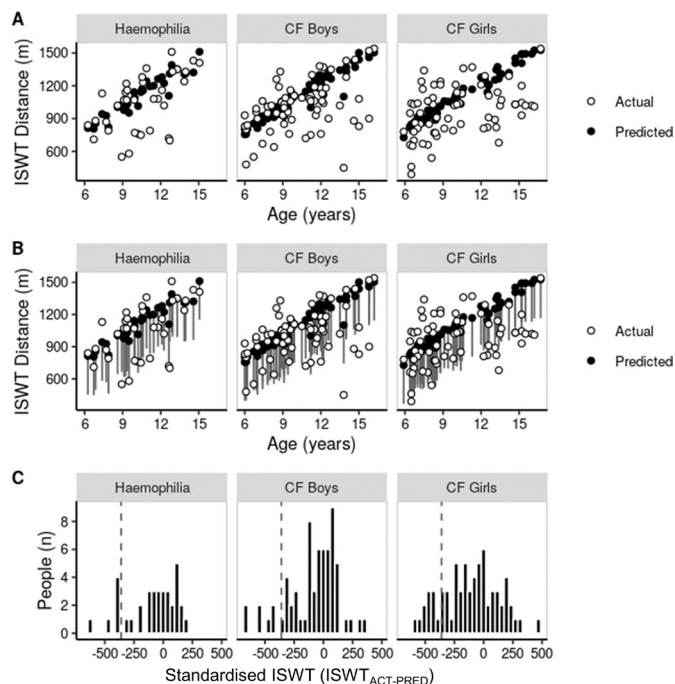 A
Haemophilia CF Boys CF Girls
1500
1200
900
600
ISWT Distance (m)
6 9 12 15 6 9 12 15 6 9 12 15
Age (years)
Actual
Predicted
B
Haemophilia CF Boys CF Girls
1500
1200
900
600
ISWT Distance (m)
6 9 12 15 6 9 12 15 6 9 12 15
Age (years)
Actual
Predicted
C
Haemophilia CF Boys CF Girls
8
6
4
2
0
People (n)
-500 -250 0 250 500 -500 -250 0 250 500 -500 -250 0 250 500
Standardised ISWT (ISWTACT-PRED)